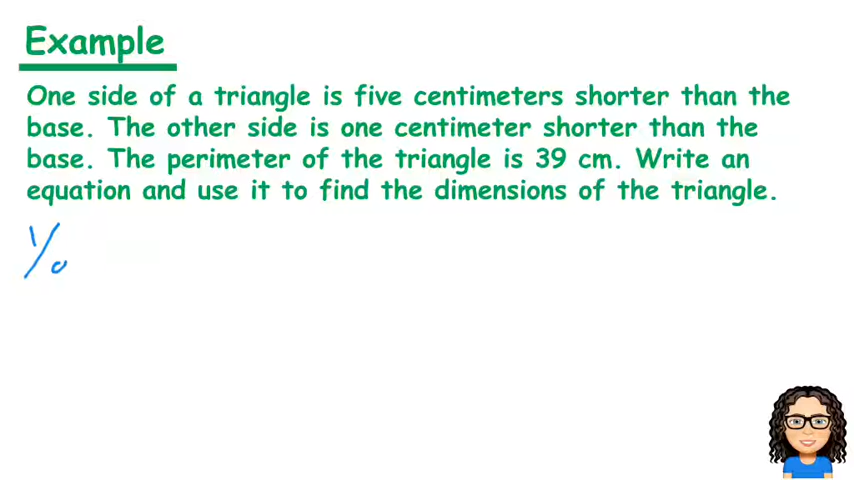 Example
One side of a triangle is five centimeters shorter than the
base. The other side is one centimeter shorter than the
base. The perimeter of the triangle is 39 cm. Write an
equation and use it to find the dimensions of the triangle.